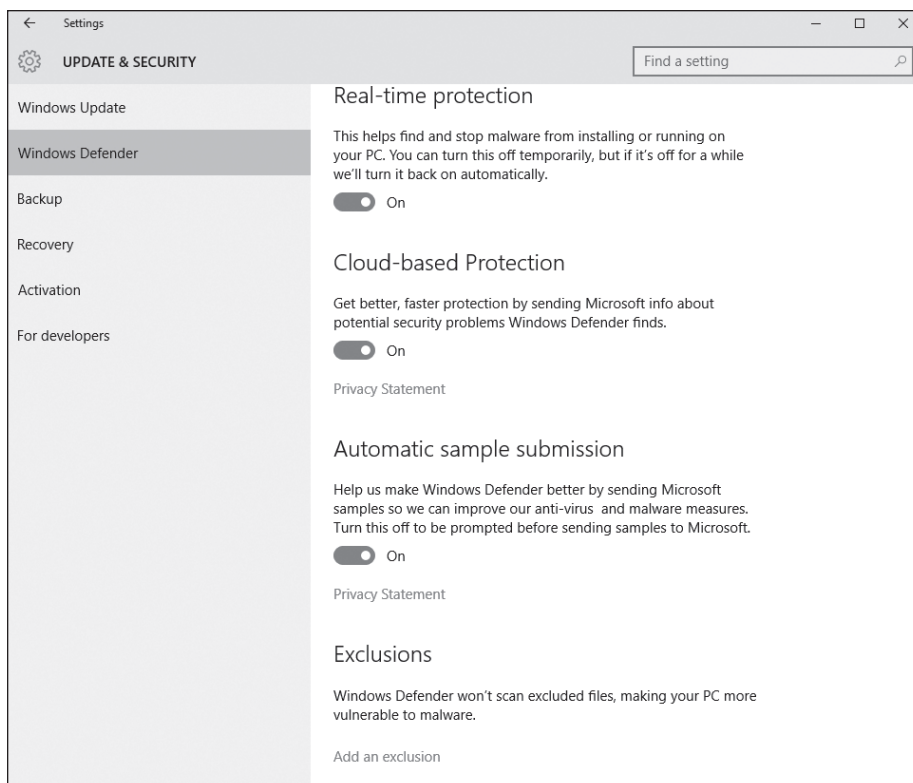 Settings
UPDATE & SECURITY
Find a setting
Windows Update
Windows Defender
Backup
Recovery
Activation
For developers
Real-time protection
This helps find and stop malware from installing or running on
your PC. You can turn this off temporarily, but if it's off for a while
we'll turn it back on automatically.
On
Cloud-based Protection
Get better, faster protection by sending Microsoft info about
potential security problems Windows Defender finds.
On
Privacy Statement
Automatic sample submission
Help us make Windows Defender better by sending Microsoft
samples so we can improve our anti-virus and malware measures.
Turn this off to be prompted before sending samples to Microsoft.
On
Privacy Statement
Exclusions
Windows Defender won't scan excluded files, making your PC more
vulnerable to malware.
Add an exclusion